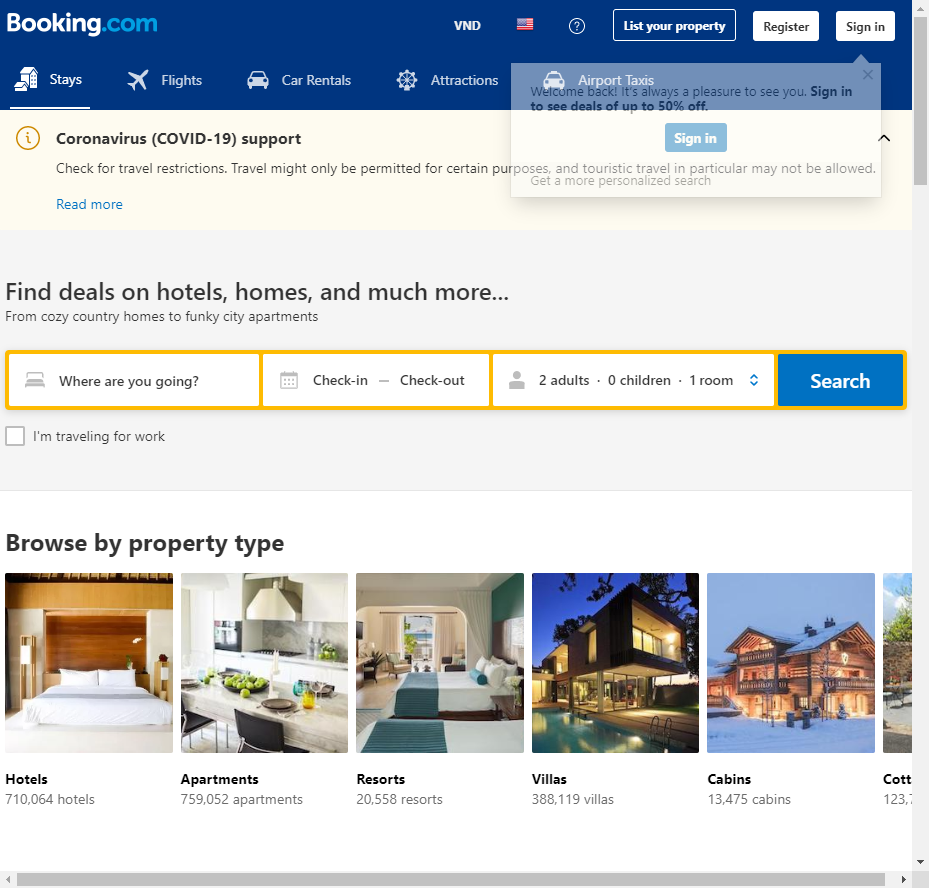 Booking.com
VND
List your property
Register
Sign in
Stays
Flights
Car Rentals
Attractions
Airport Taxis
Welcome back! It's always a pleasure to see you. Sign in
to see deals of up to 50% off.
Sign in
Get a more personalized search
Coronavirus (COVID-19) support
Check for travel restrictions. Travel might only be permitted for certain purposes, and touristic travel in particular may not be allowed.
Read more
Find deals on hotels, homes, and much more...
From cozy country homes to funky city apartments
Where are you going?
Check-in — Check-out
2 adults · 0 children · 1 room
Search
I'm traveling for work
Browse by property type
Hotels
710,064 hotels
Apartments
759,052 apartments
Resorts
20,558 resorts
Villas
388,119 villas
Cabins
13,475 cabins
Cott
123,7